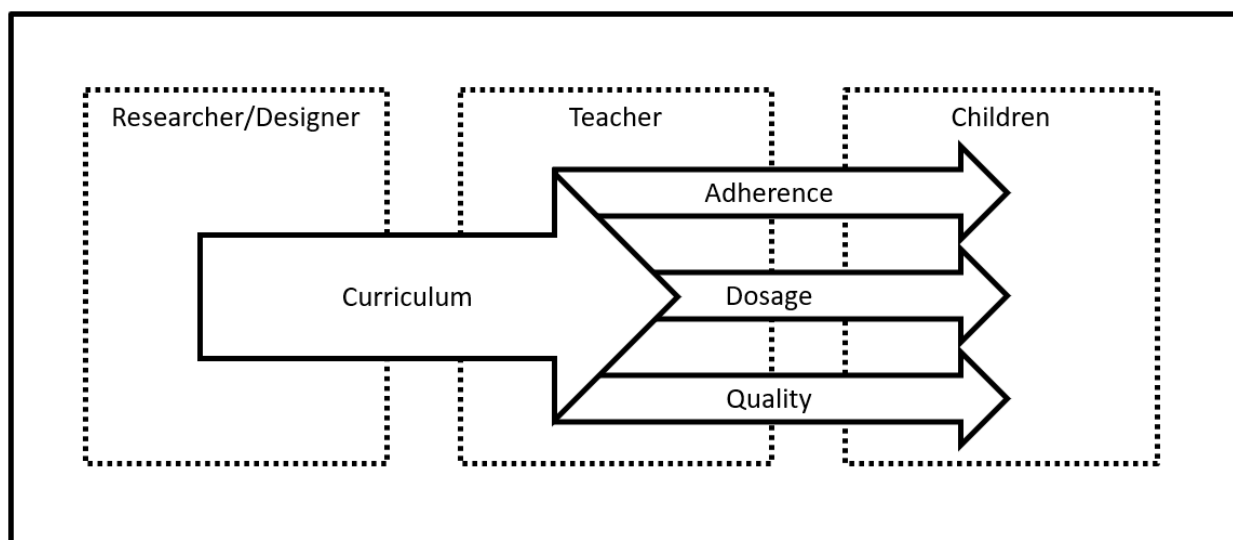 Researcher/Designer
Teacher
Children
Adherence
Curriculum
Dosage
Quality